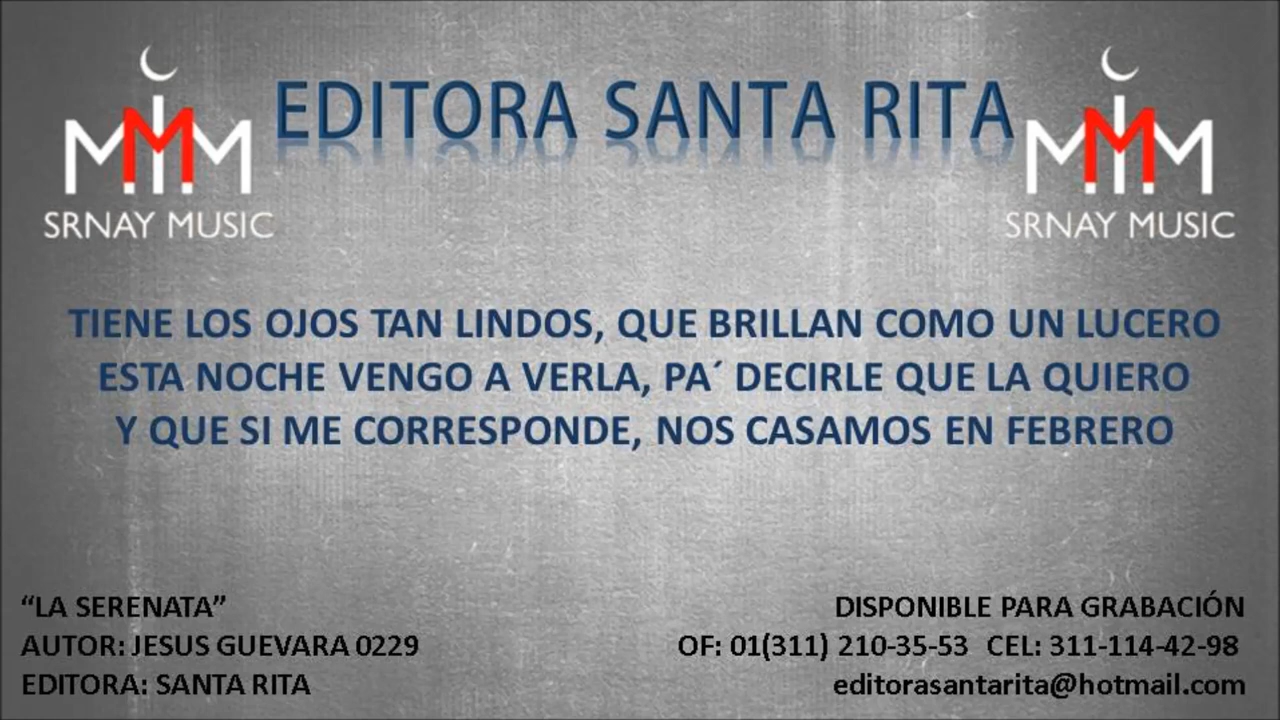 EDITORA SANTA RITA
SRNAY MUSIC
SRNAY MUSIC
TIENE LOS OJOS TAN LINDOS, QUE BRILLAN COMO UN LUCERO
ESTA NOCHE VENGO A VERLA, PA´ DECIRLE QUE LA QUIERO
Y QUE SI ME CORRESPONDE, NOS CASAMOS EN FEBRERO
“LA SERENATA”
AUTOR: JESUS GUEVARA 0229
EDITORA: SANTA RITA
DISPONIBLE PARA GRABACIÓN
OF: 01(311) 210-35-53 CEL: 311-114-42-98
editorasantarita@hotmail.com